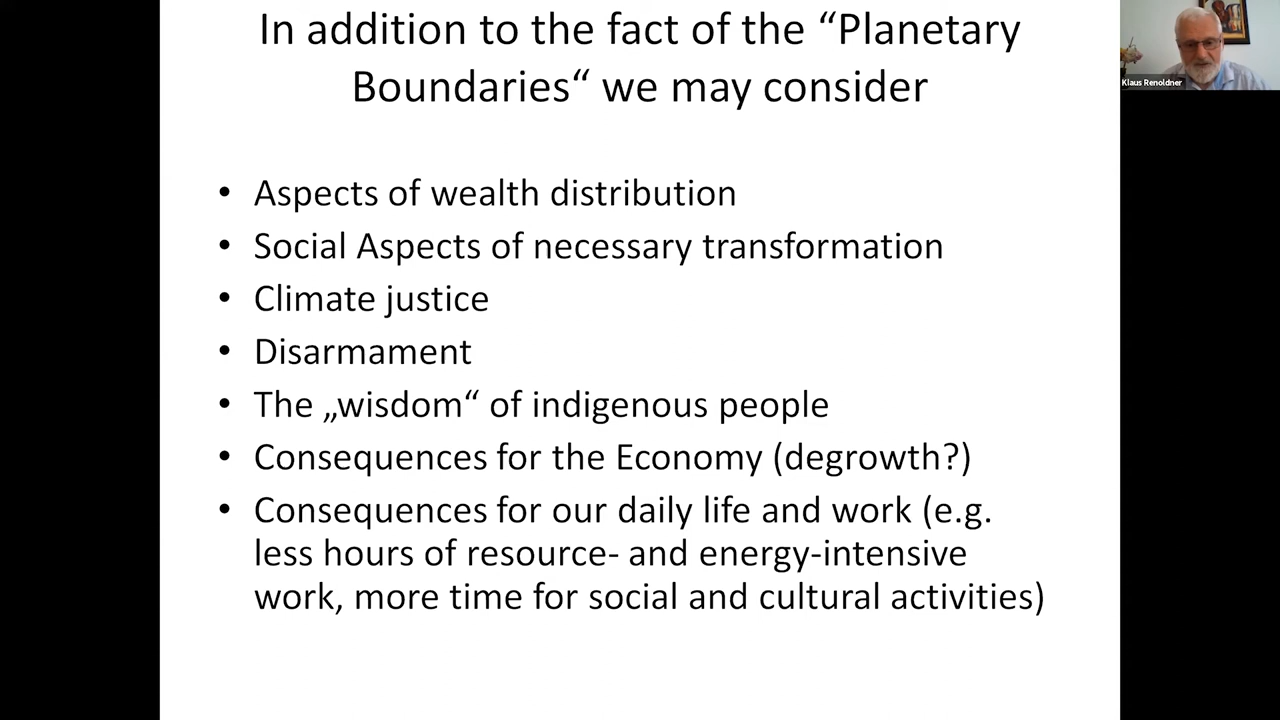 In addition to the fact of the “Planetary
Boundaries“ we may consider
Klaus Renoldner
• Aspects of wealth distribution
• Social Aspects of necessary transformation
• Climate justice
• Disarmament
• The „wisdom“ of indigenous people
• Consequences for the Economy (degrowth?)
• Consequences for our daily life and work (e.g.
less hours of resource- and energy-intensive
work, more time for social and cultural activities)